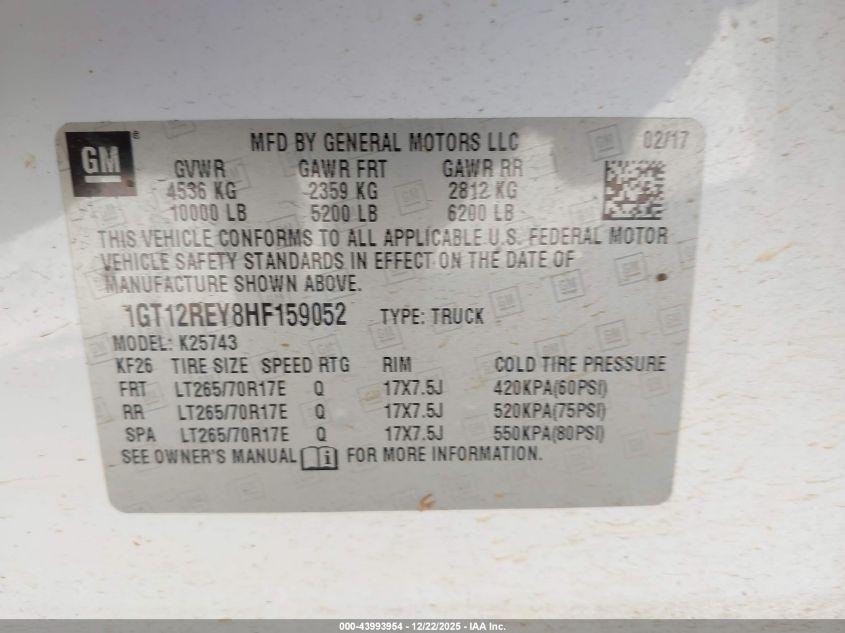 GM ® MFD BY GENERAL MOTORS LLC 02/17
GVWR GAWR FRT GAWR RR
4536 KG 2359 KG 2812 KG
10000 LB 5200 LB 6200 LB
THIS VEHICLE CONFORMS TO ALL APPLICABLE U.S. FEDERAL MOTOR
VEHICLE SAFETY STANDARDS IN EFFECT ON THE DATE OF
MANUFACTURE SHOWN ABOVE.
1GT12REY8HF159052 TYPE: TRUCK
MODEL: K25743
KF26 TIRE SIZE SPEED RTG RIM COLD TIRE PRESSURE
FRT LT265/70R17E Q 17X7.5J 420KPA(60PSI)
RR LT265/70R17E Q 17X7.5J 520KPA(75PSI)
SPA LT265/70R17E Q 17X7.5J 550KPA(80PSI)
SEE OWNER'S MANUAL i FOR MORE INFORMATION.
000-43993954 - 12/22/2025 - IAA Inc.